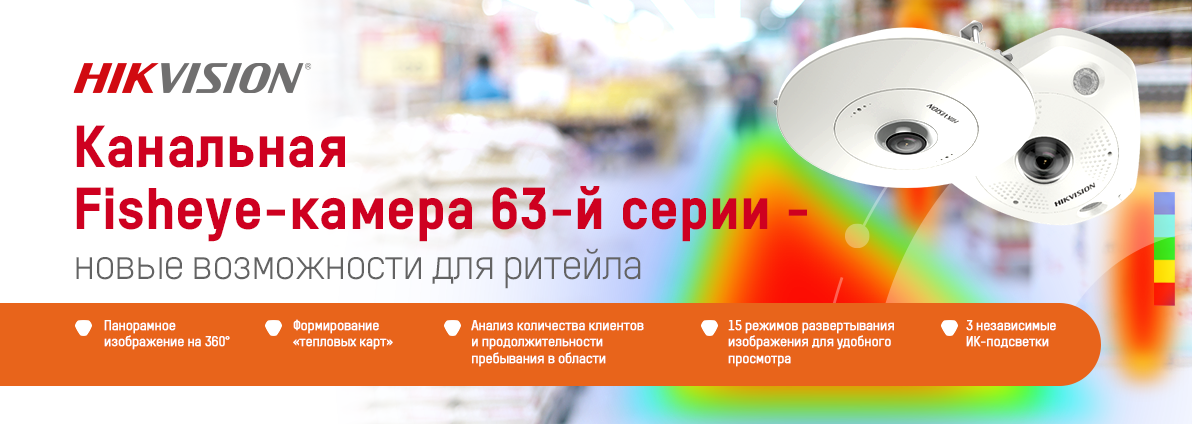 HIKVISION®
Канальная
Fisheye-камера 63-й серии -
новые возможности для ритейла
Панорманое
изображение на 360°
Формирование
«тепловых карт»
Анализ количества клиентов
и продолжительности
пребывания в области
15 режимов развертывания
изображения для удобного
просмотра
3 независимые
ИК-подсветки
HIKVISION
HIKVISION